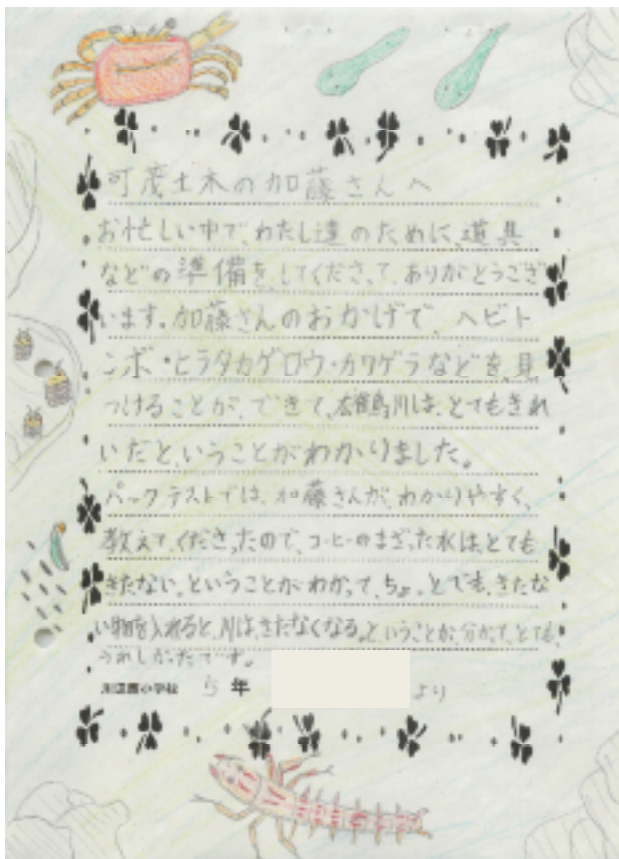 可茂土木の加藤さんへ
お忙しい中で、わたし達のために、道具
などの準備を、してくださって、ありがとうござ
います。加藤さんのおかげで、ヘビト
ンボ・ヒラタカゲロウ・カワゲラなどを、見
つけることが、できて、雄鳥川は、とてもきれ
いだと、いうことがわかりました。
パックテストでは、加藤さんが、わかりやすく、
教えて、くださったので、コーヒーのまざった水は、とても
きたない。ということがわかって、ちょっとでも、きたな
い物を入れると、川は、きたなくなる。と、いうことが、分かって、とても、
うれしかったです。
川辺西小学校 5年 より